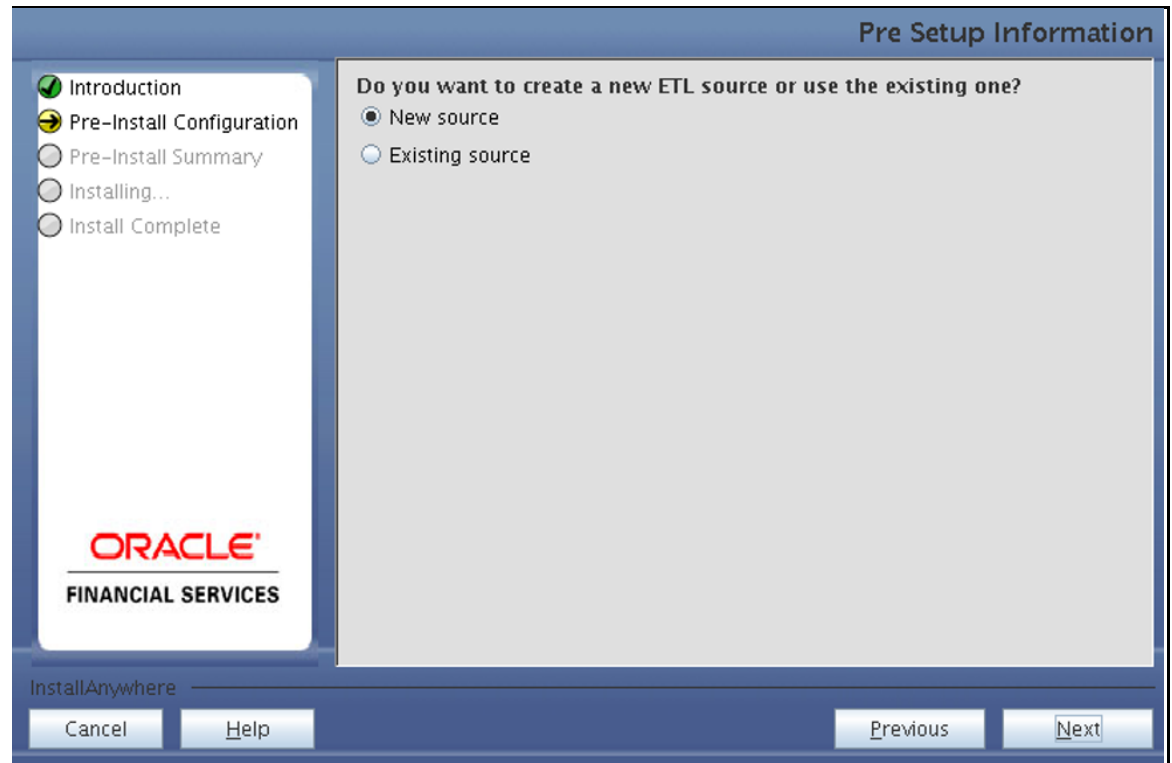 Pre Setup Information
Introduction
Pre-Install Configuration
Pre-Install Summary
Installing...
Install Complete
Do you want to create a new ETL source or use the existing one?
New source
Existing source
ORACLE'
FINANCIAL SERVICES
InstallAnywhere
Cancel
Help
Previous
Next